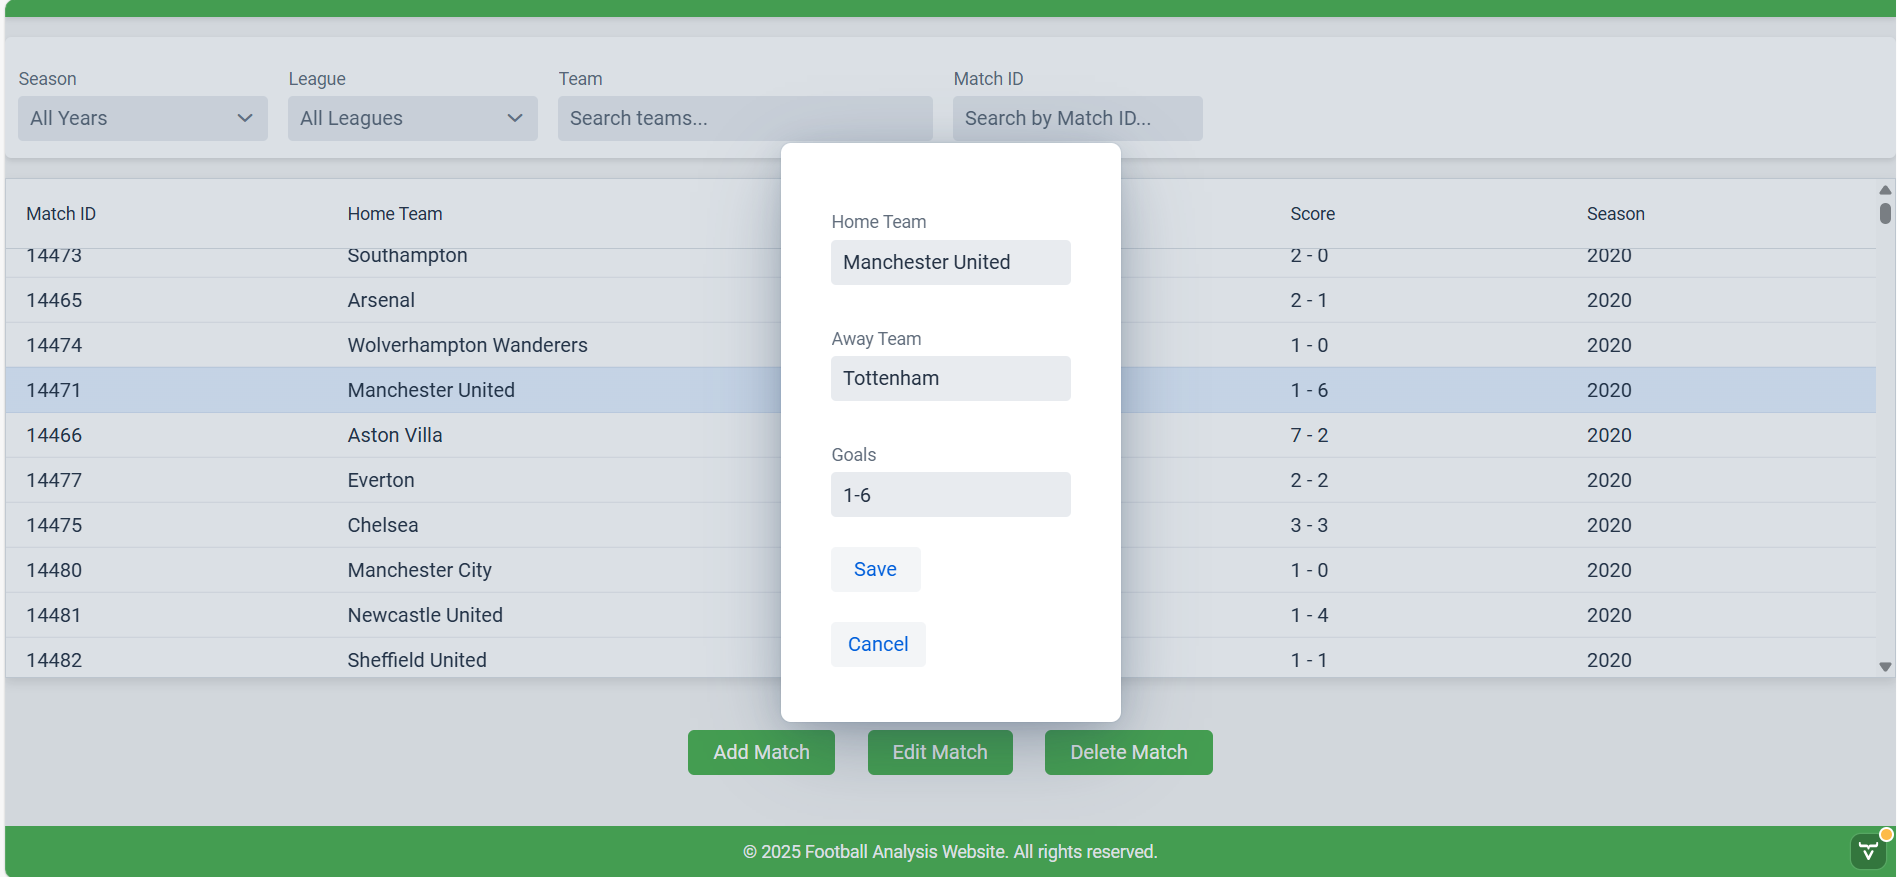 Season League Team Match ID
All Years All Leagues Search teams... Search by Match ID...
Match ID Home Team Score Season
14473 Southampton 2 - 0 2020
14465 Arsenal 2 - 1 2020
14474 Wolverhampton Wanderers 1 - 0 2020
14471 Manchester United 1 - 6 2020
14466 Aston Villa 7 - 2 2020
14477 Everton 2 - 2 2020
14475 Chelsea 3 - 3 2020
14480 Manchester City 1 - 0 2020
14481 Newcastle United 1 - 4 2020
14482 Sheffield United 1 - 1 2020
Home Team
Manchester United
Away Team
Tottenham
Goals
1-6
Save
Cancel
Add Match Edit Match Delete Match
© 2025 Football Analysis Website. All rights reserved.